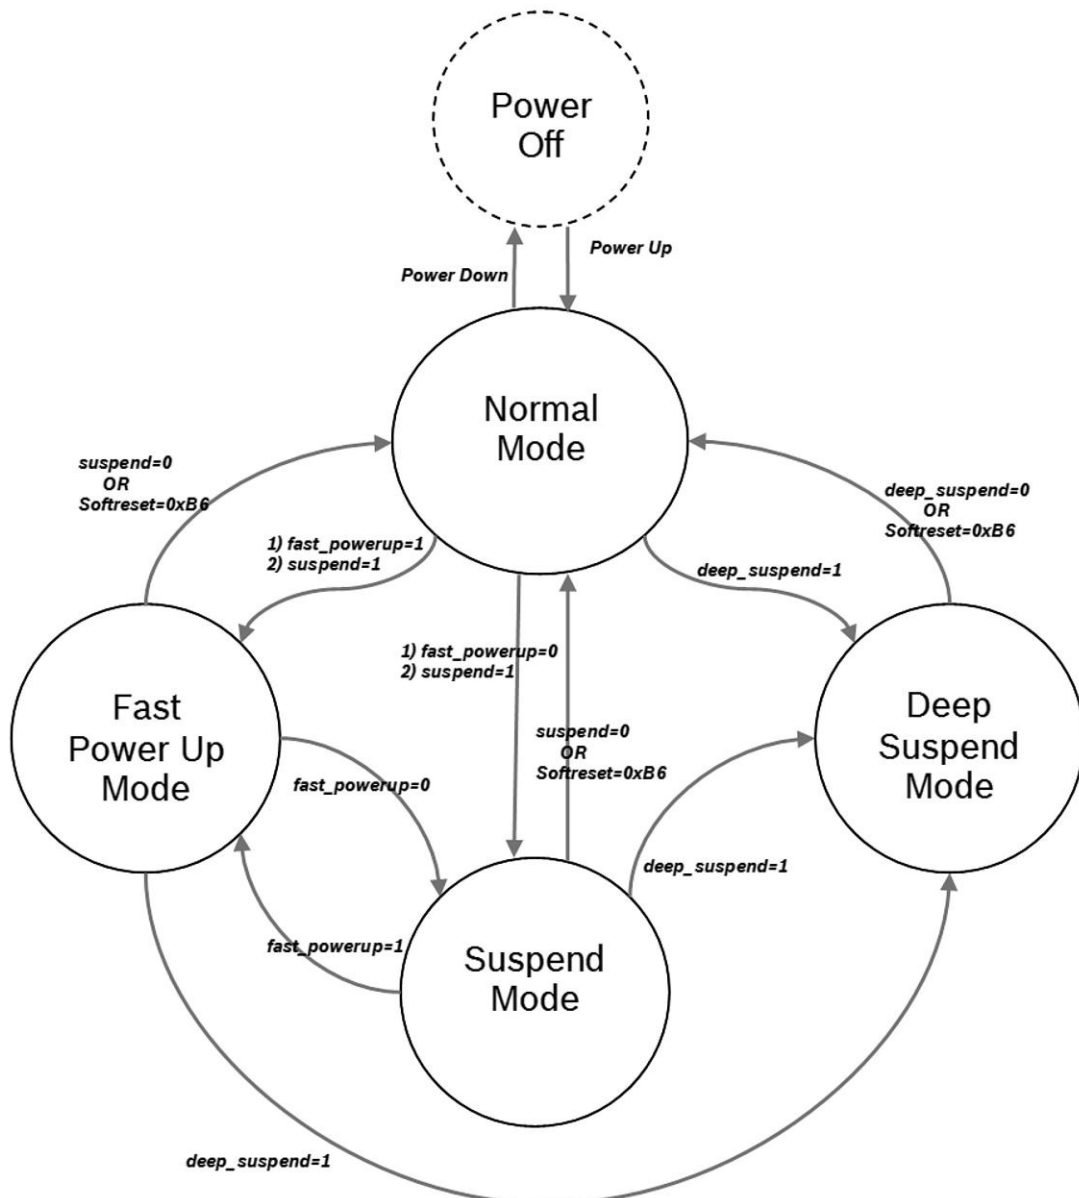 Power
Off
Power Up
Power Down
Normal
Mode
suspend=0
OR
Softreset=0xB6
deep_suspend=0
OR
Softreset=0xB6
1) fast_powerup=1
2) suspend=1
deep_suspend=1
1) fast_powerup=0
2) suspend=1
Fast
Power Up
Mode
Deep
Suspend
Mode
suspend=0
OR
Softreset=0xB6
fast_powerup=0
deep_suspend=1
fast_powerup=1
Suspend
Mode
deep_suspend=1